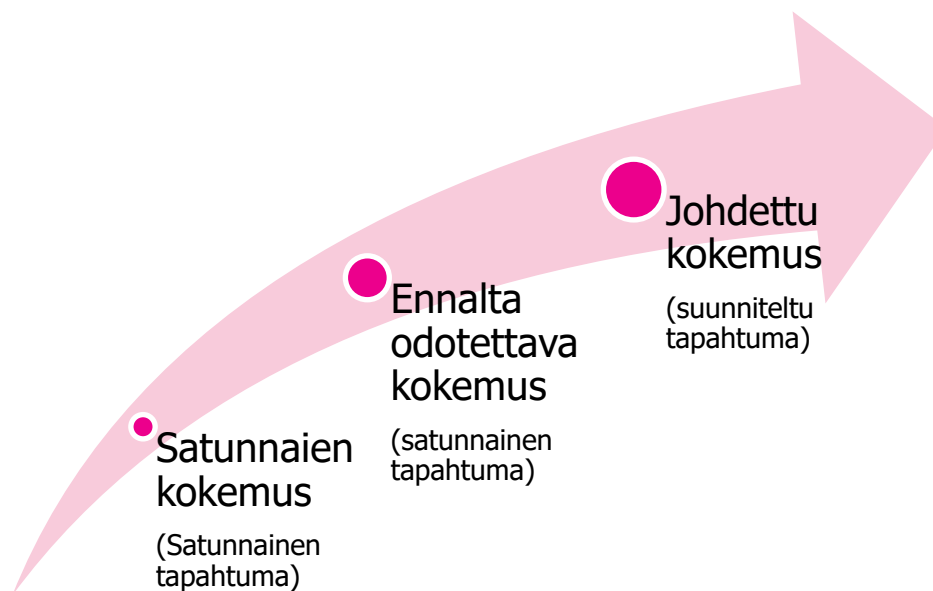 Satunnaien
kokemus
(Satunnainen
tapahtuma)
Ennalta
odotettava
kokemus
(satunnainen
tapahtuma)
Johdettu
kokemus
(suunniteltu
tapahtuma)